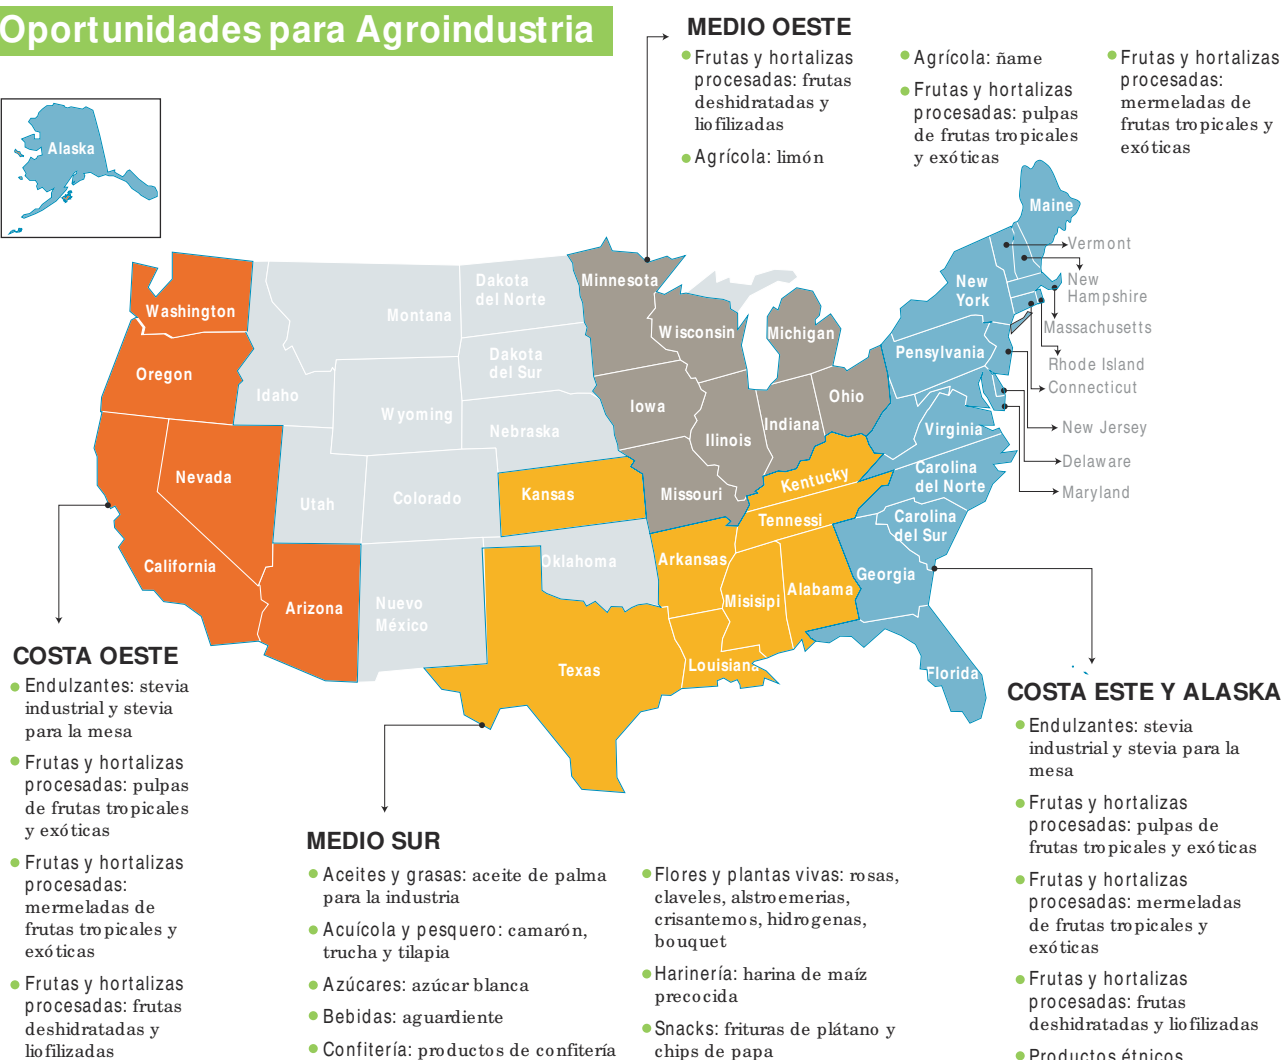 Oportunidades para Agroindustria
MEDIO OESTE
Frutas y hortalizas
procesadas: frutas
deshidratadas y
liofilizadas
Agrícola: limón
Agrícola: ñame
Frutas y hortalizas
procesadas: pulpas
de frutas tropicales
y exóticas
Frutas y hortalizas
procesadas:
mermeladas de
frutas tropicales y
exóticas
Alaska
Washington
Oregon
Nevada
California
Arizona
Idaho
Montana
Wyoming
Utah
Colorado
Nuevo
México
Dakota
del Norte
Dakota
del Sur
Nebraska
Kansas
Oklahoma
Texas
Minnesota
Wisconsin
Michigan
Iowa
Ilinois
Indiana
Ohio
Missouri
Kentucky
Tennessi
Arkansas
Misisipi
Alabama
Louisiana
Maine
New
York
Pensylvania
Virginia
Carolina
del Norte
Carolina
del Sur
Georgia
Florida
Vermont
New
Hampshire
Massachusetts
Rhode Island
Connecticut
New Jersey
Delaware
Maryland
COSTA OESTE
Endulzantes: stevia
industrial y stevia
para la mesa
Frutas y hortalizas
procesadas: pulpas
de frutas tropicales
y exóticas
Frutas y hortalizas
procesadas:
mermeladas de
frutas tropicales y
exóticas
Frutas y hortalizas
procesadas: frutas
deshidratadas y
liofilizadas
MEDIO SUR
Aceites y grasas: aceite de palma
para la industria
Acuícola y pesquero: camarón,
trucha y tilapia
Azúcares: azúcar blanca
Bebidas: aguardiente
Confitería: productos de confitería
Flores y plantas vivas: rosas,
claveles, alstroemerias,
crisantemos, hidrogenas,
bouquet
Harinería: harina de maíz
precocida
Snacks: frituras de plátano y
chips de papa
COSTA ESTE Y ALASKA
Endulzantes: stevia
industrial y stevia para la
mesa
Frutas y hortalizas
procesadas: pulpas de
frutas tropicales y exóticas
Frutas y hortalizas
procesadas: mermeladas
de frutas tropicales y
exóticas
Frutas y hortalizas
procesadas: frutas
deshidratadas y liofilizadas
Productos étnicos